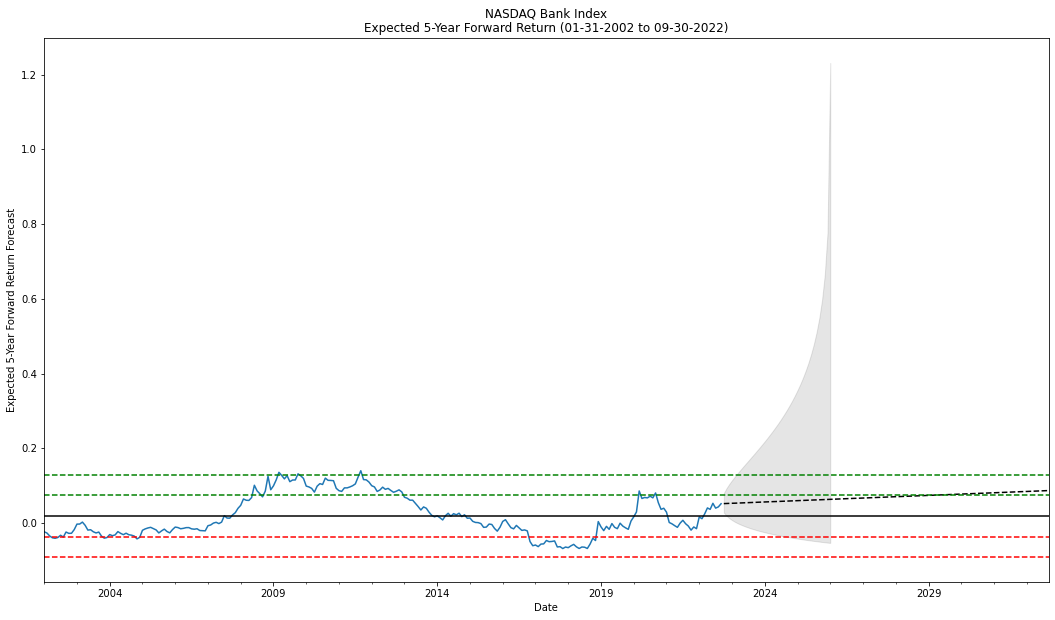 NASDAQ Bank Index
Expected 5-Year Forward Return (01-31-2002 to 09-30-2022)
Expected 5-Year Forward Return Forecast
1.2
1.0
0.8
0.6
0.4
0.2
0.0
2004 2009 2014 2019 2024 2029
Date